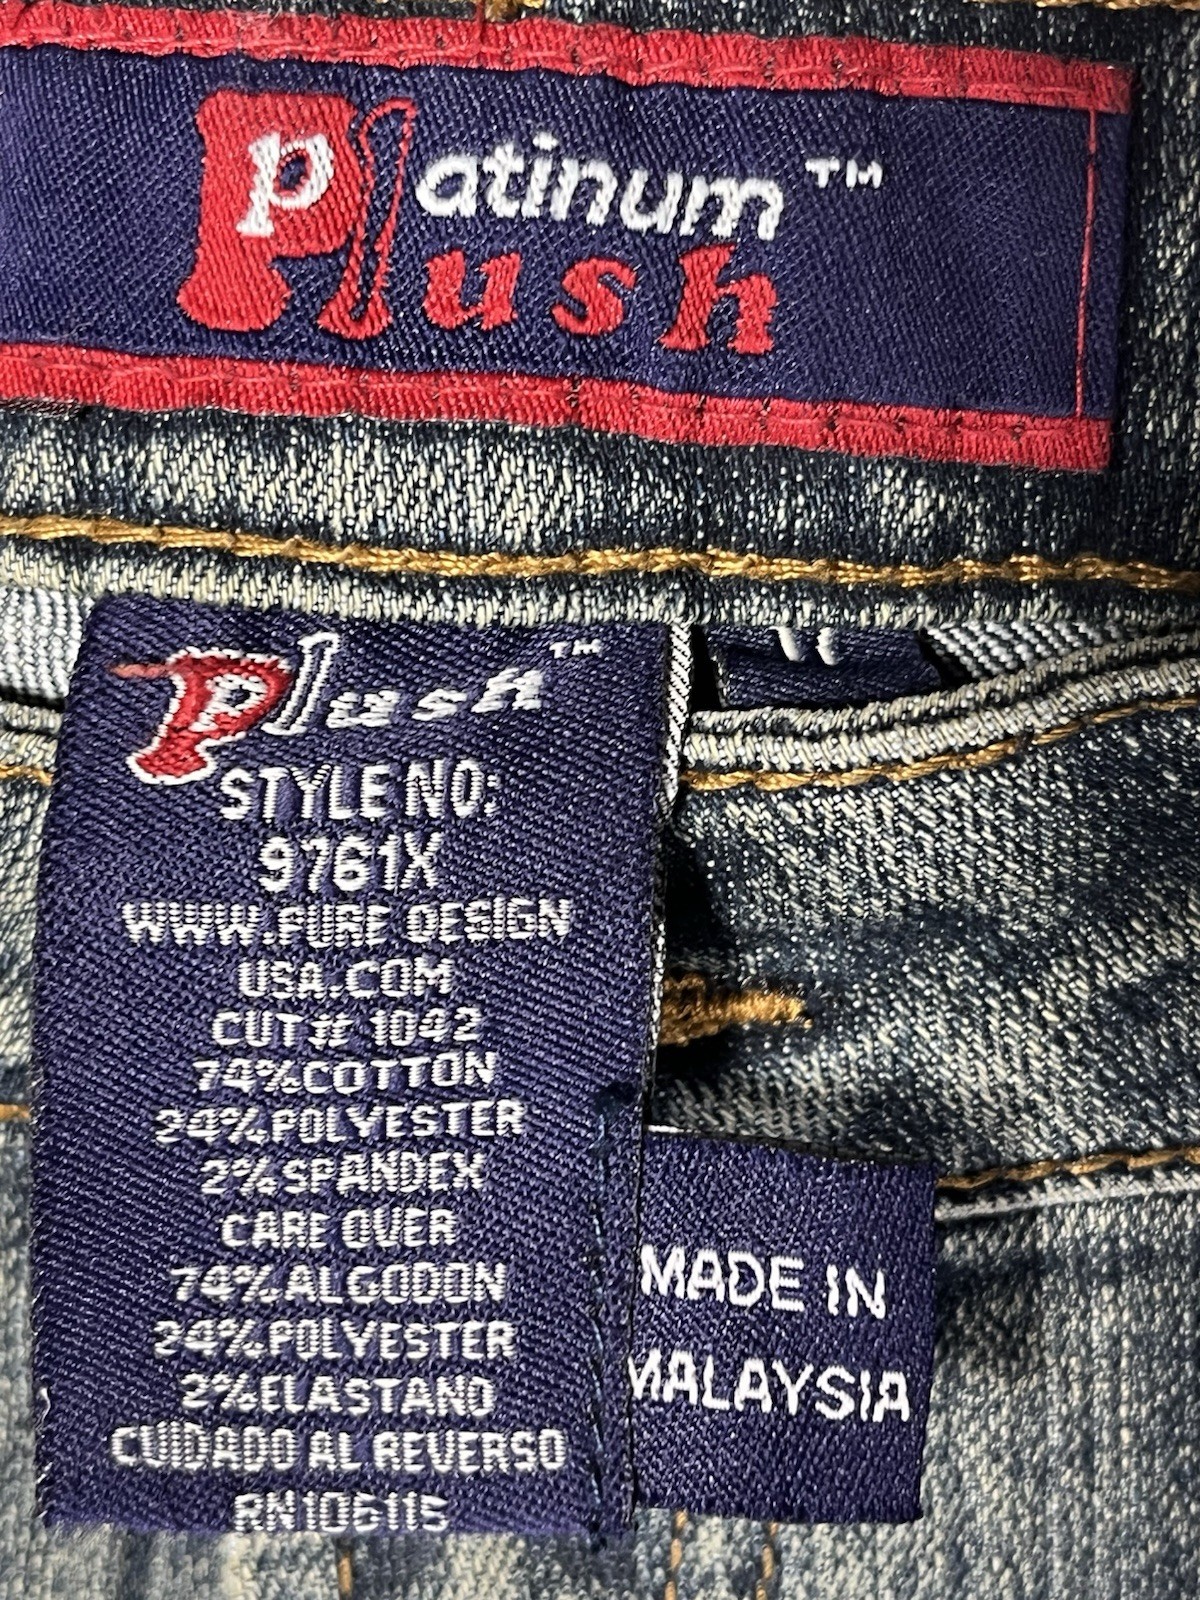 Platinum™
Plush
Plush™
STYLE NO:
9761X
WWW.PURE DESIGN
USA.COM
CUT# 1042
74%COTTON
24%POLYESTER
2%SPANDEX
CARE OVER
74%ALGODON
24%POLYESTER
2%ELASTANO
CUIDADO AL REVERSO
RN106115
MADE IN
MALAYSIA